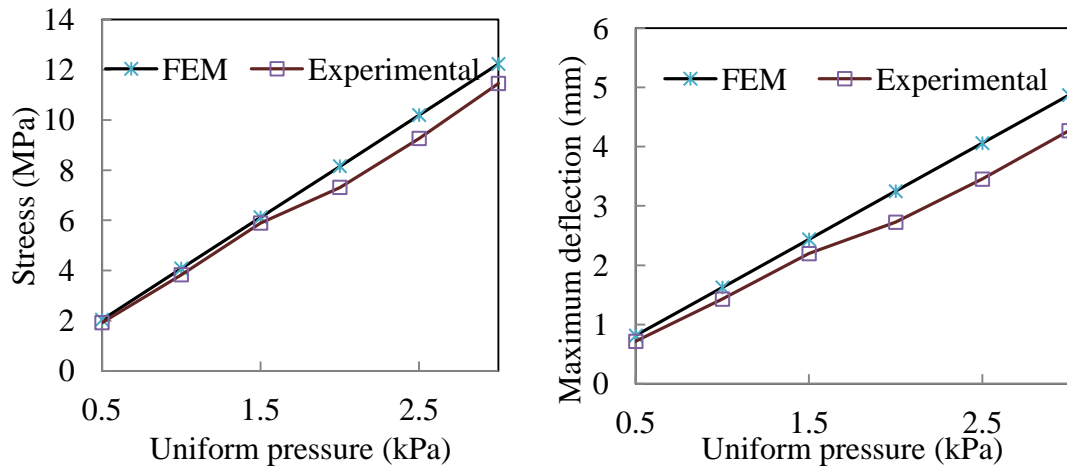 14
12
10
8
6
4
2
0
Streess (MPa)
FEM
Experimental
0.5
1.5
2.5
Uniform pressure (kPa)
6
5
4
3
2
1
0
Maximum deflection (mm)
FEM
Experimental
0.5
1.5
2.5
Uniform pressure (kPa)